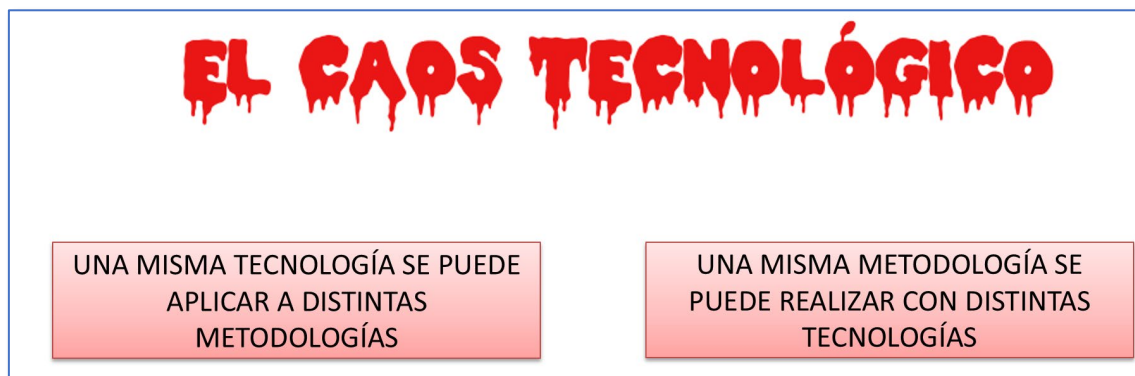 EL CAOS TECNOLÓGICO
UNA MISMA TECNOLOGÍA SE PUEDE
APLICAR A DISTINTAS
METODOLOGÍAS
UNA MISMA METODOLOGÍA SE
PUEDE REALIZAR CON DISTINTAS
TECNOLOGÍAS